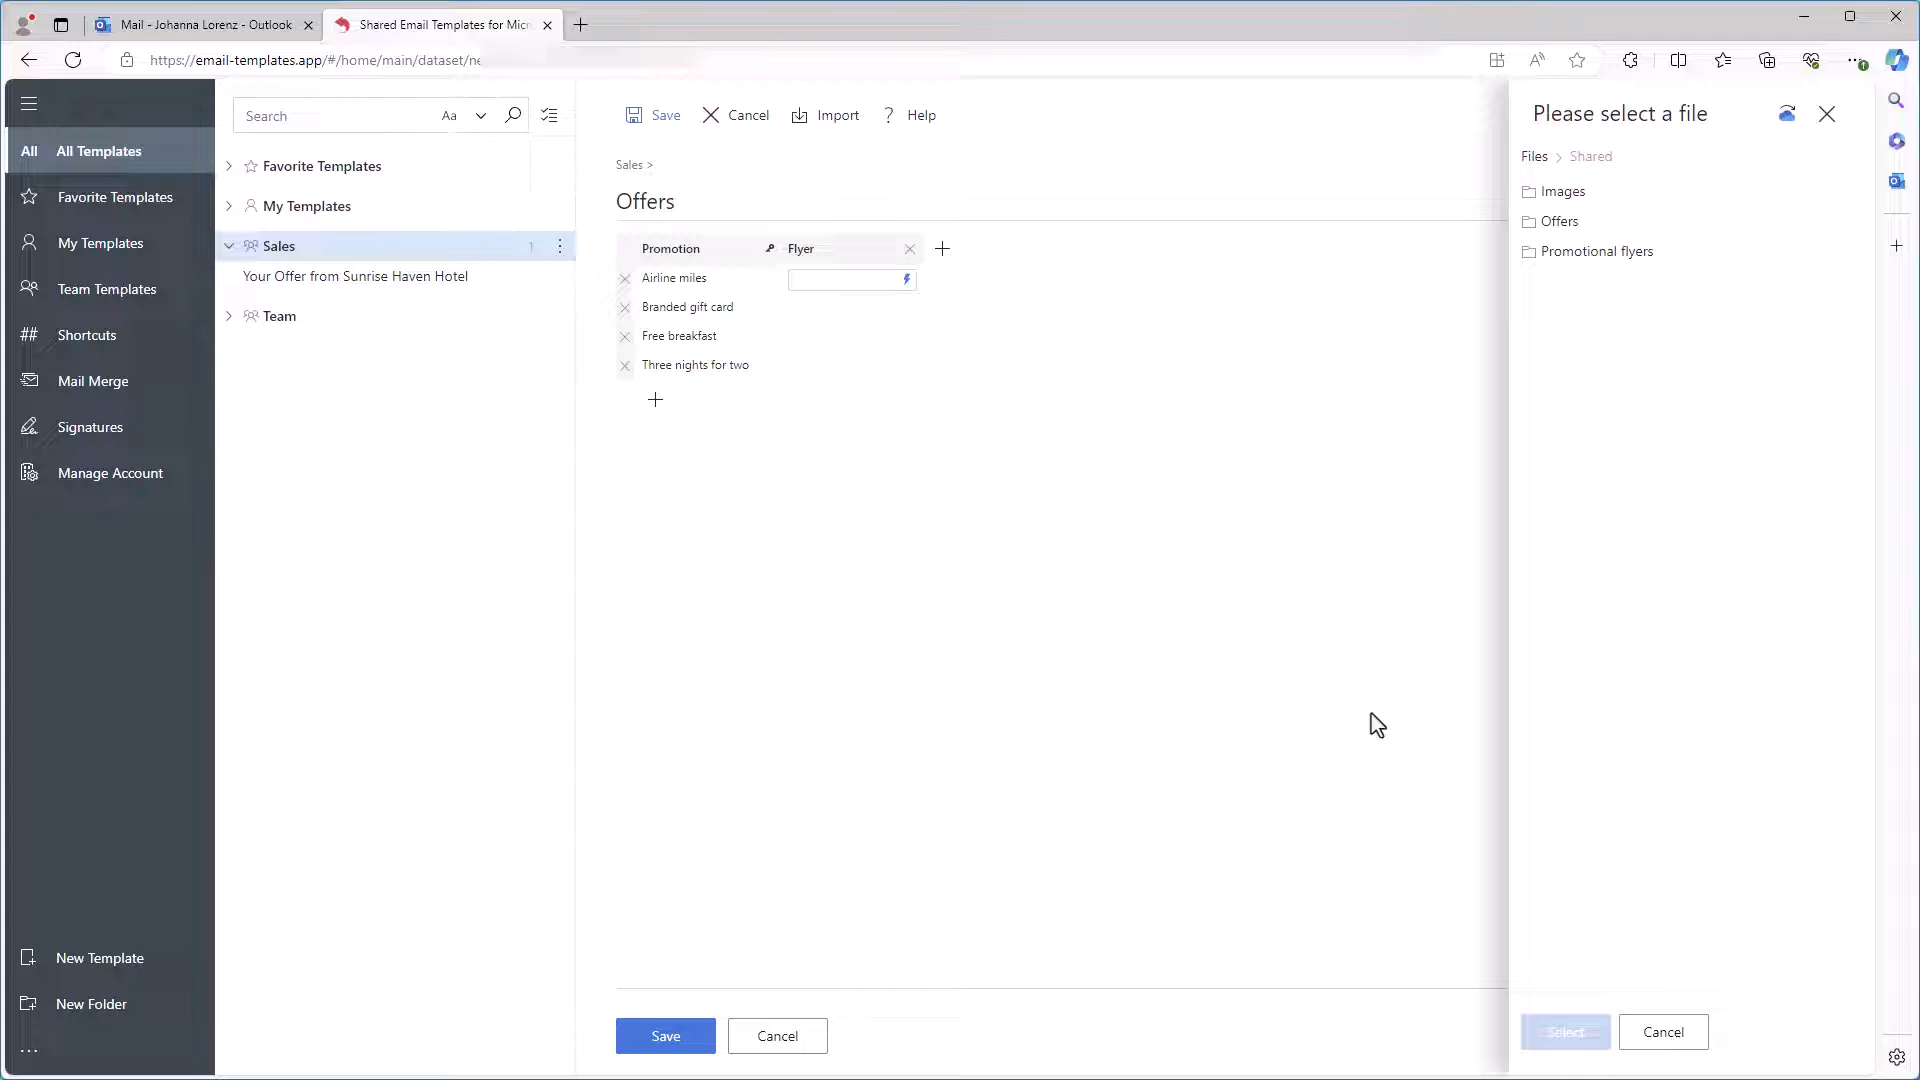 Mail - Johanna Lorenz - Outlook
Shared Email Templates for Micr
https://email-templates.app/#/home/main/dataset/ne
All All Templates
Favorite Templates
My Templates
Team Templates
## Shortcuts
Mail Merge
Signatures
Manage Account
New Template
New Folder
Search Aa
Favorite Templates
My Templates
Sales 1
Your Offer from Sunrise Haven Hotel
Team
Save Cancel Import ? Help
Sales >
Offers
Promotion Flyer
Airline miles
Branded gift card
Free breakfast
Three nights for two
Save Cancel
Please select a file
Files > Shared
Images
Offers
Promotional flyers
Select Cancel